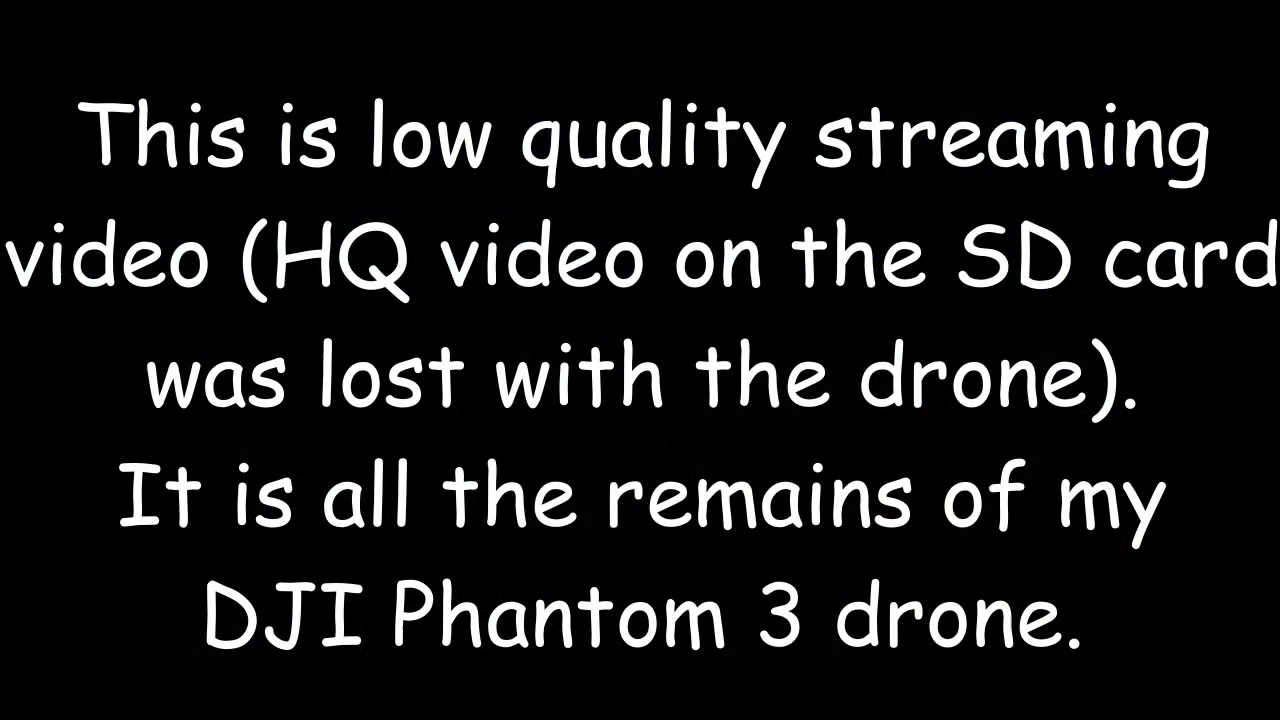 This is low quality streaming
video (HQ video on the SD card
was lost with the drone).
It is all the remains of my
DJI Phantom 3 drone.